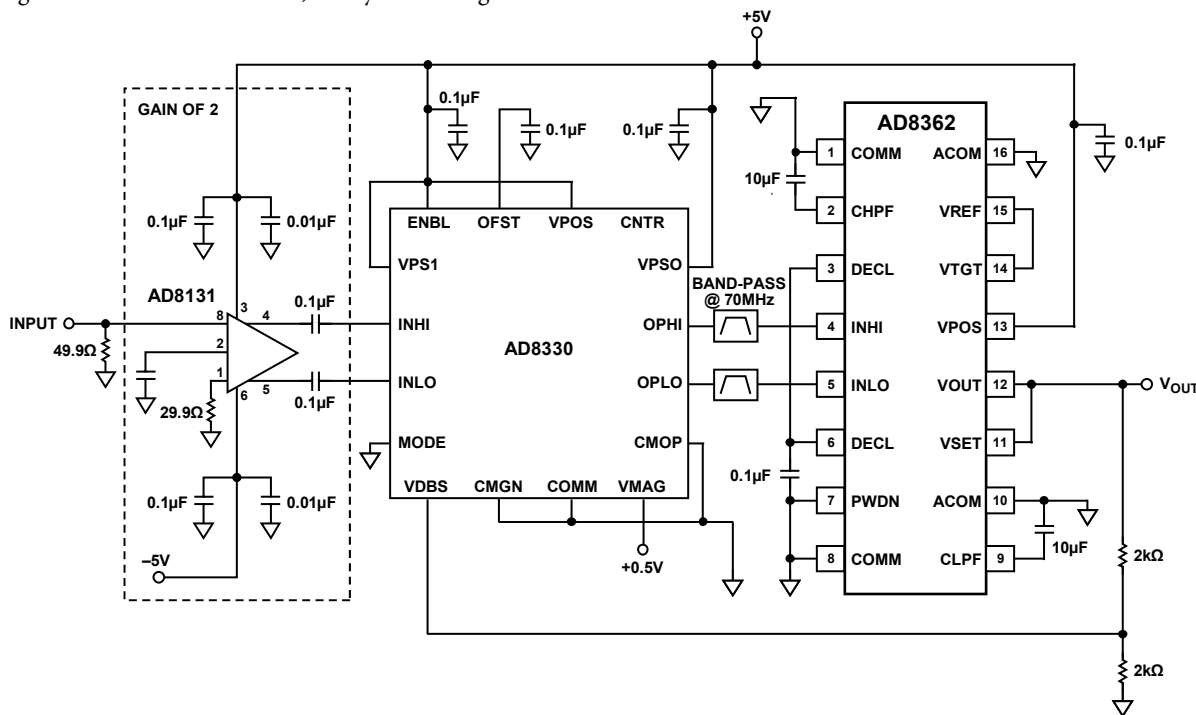 +5V
GAIN OF 2
0.1µF
0.01µF
AD8131
INPUT
49.9Ω
8
2
1
3
4
5
6
29.9Ω
0.1µF
0.1µF
0.1µF
0.01µF
–5V
0.1µF
0.1µF
0.1µF
ENBL
OFST
VPOS
CNTR
VPS1
VPSO
INHI
OPHI
AD8330
INLO
OPLO
MODE
CMOP
VDBS
CMGN
COMM
VMAG
+0.5V
BAND-PASS
@ 70MHz
10µF
0.1µF
AD8362
1 COMM ACOM 16
2 CHPF VREF 15
3 DECL VTGT 14
4 INHI VPOS 13
5 INLO VOUT 12
6 DECL VSET 11
7 PWDN ACOM 10
8 COMM CLPF 9
0.1µF
VOUT
10µF
2kΩ
2kΩ